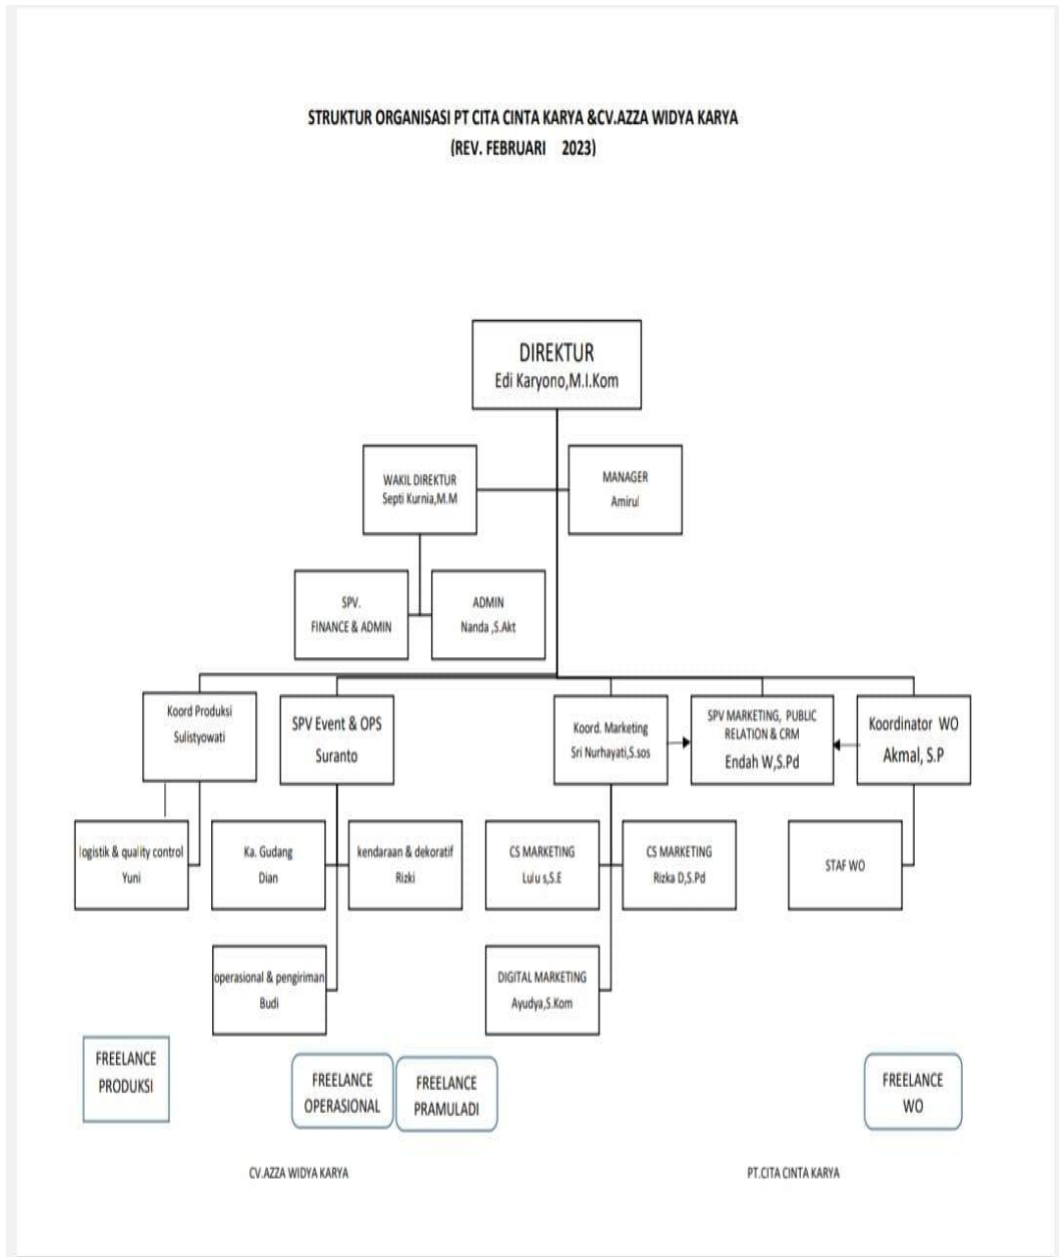 STRUKTUR ORGANISASI PT CITA CINTA KARYA &CV.AZZA WIDYA KARYA
(REV. FEBRUARI 2023)
DIREKTUR
Edi Karyono,M.I.Kom
WAKIL DIREKTUR
Septi Kurnia,M.M
MANAGER
Amirul
SPV.
FINANCE & ADMIN
ADMIN
Nanda ,S.Akt
Koord Produksi
Sulistyowati
SPV Event & OPS
Suranto
Koord. Marketing
Sri Nurhayati,S.sos
SPV MARKETING, PUBLIC
RELATION & CRM
Endah W,S.Pd
Koordinator WO
Akmal, S.P
logistik & quality control
Yuni
Ka. Gudang
Dian
kendaraan & dekoratif
Rizki
CS MARKETING
Lulu s,S.E
CS MARKETING
Rizka D,S.Pd
STAF WO
operasional & pengiriman
Budi
DIGITAL MARKETING
Ayudya,S.Kom
FREELANCE
PRODUKSI
FREELANCE
OPERASIONAL
FREELANCE
PRAMULADI
FREELANCE
WO
CV.AZZA WIDYA KARYA
PT.CITA CINTA KARYA